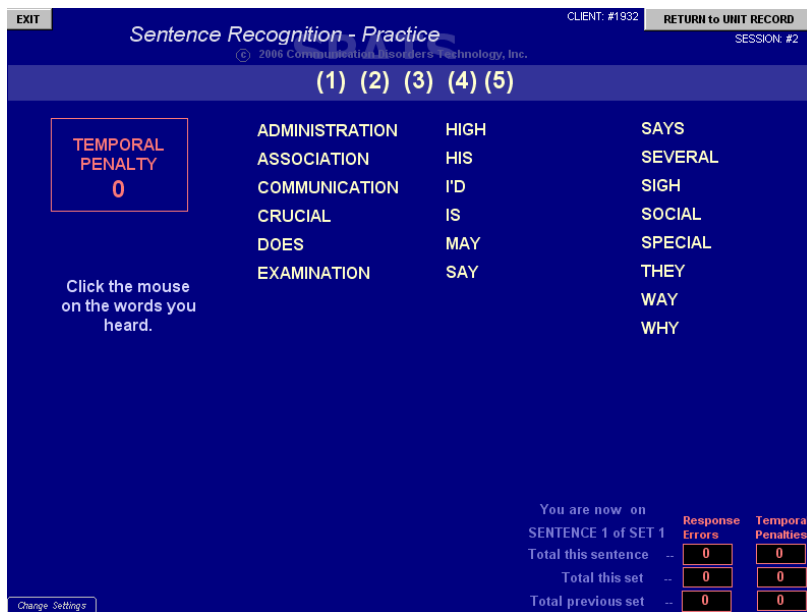 EXIT
CLIENT: #1932
RETURN to UNIT RECORD
Sentence Recognition - Practice
SESSION: #2
SPATS
(c) 2006 Communication Disorders Technology, Inc.
(1) (2) (3) (4) (5)
TEMPORAL
PENALTY
0
Click the mouse
on the words you
heard.
ADMINISTRATION
ASSOCIATION
COMMUNICATION
CRUCIAL
DOES
EXAMINATION
HIGH
HIS
I'D
IS
MAY
SAY
SAYS
SEVERAL
SIGH
SOCIAL
SPECIAL
THEY
WAY
WHY
You are now on
SENTENCE 1 of SET 1
Response Errors
Tempora Penalties
Total this sentence -- 0 0
Total this set -- 0 0
Total previous set -- 0 0
Change Settings